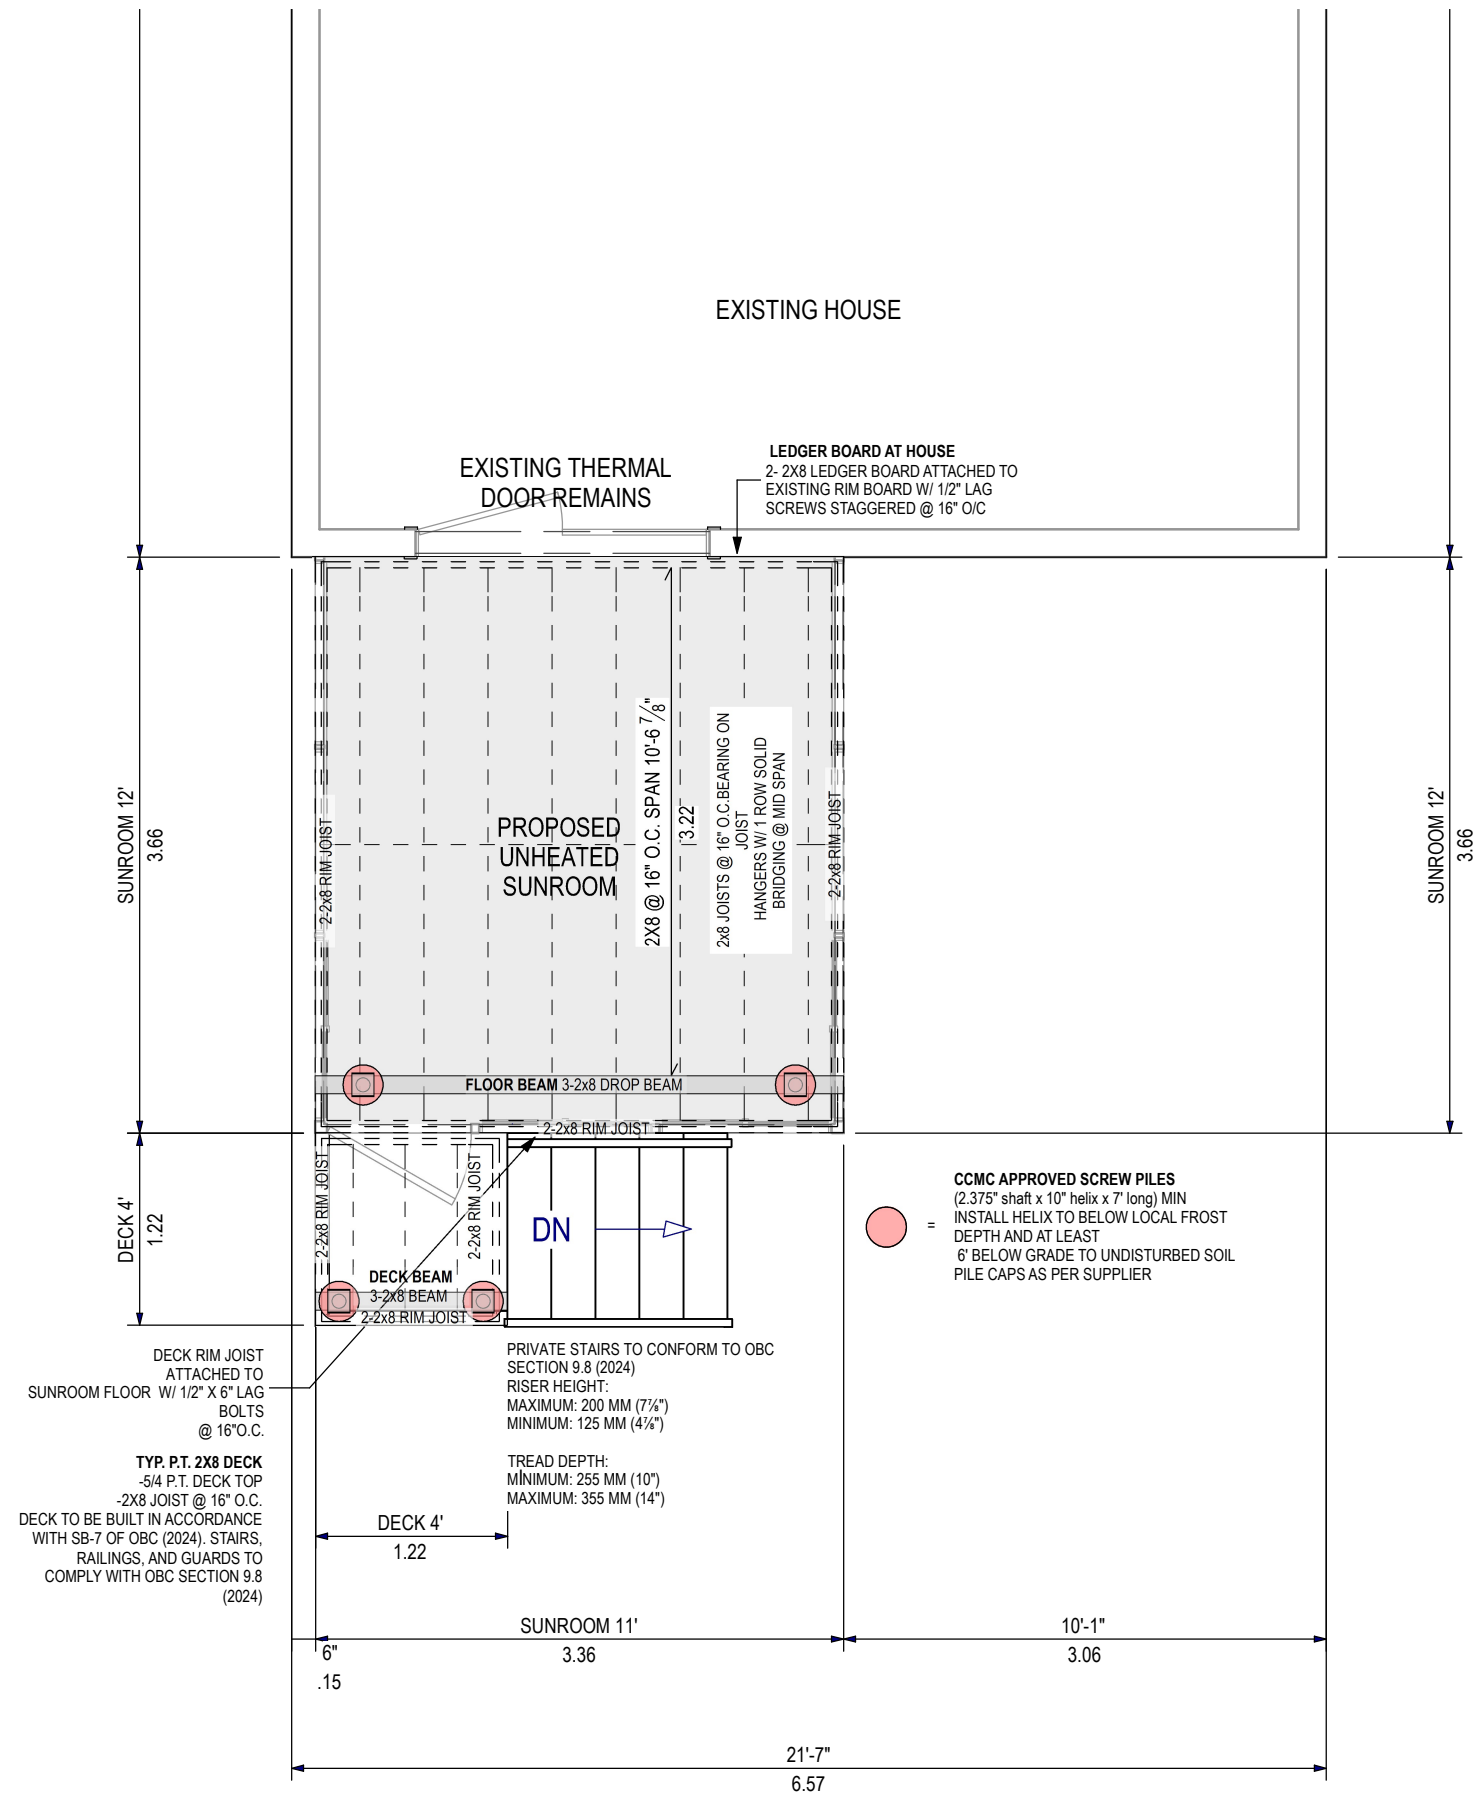 EXISTING HOUSE
EXISTING THERMAL
DOOR REMAINS
LEDGER BOARD AT HOUSE
2- 2X8 LEDGER BOARD ATTACHED TO
EXISTING RIM BOARD W/ 1/2" LAG
SCREWS STAGGERED @ 16" O/C
SUNROOM 12'
3.66
2-2x8 RIM JOIST
PROPOSED
UNHEATED
SUNROOM
2X8 @ 16" O.C. SPAN 10'-6 7/8"
3.22
2x8 JOISTS @ 16" O.C.BEARING ON
JOIST
HANGERS W/ 1 ROW SOLID
BRIDGING @ MID SPAN
2-2x8 RIM JOIST
SUNROOM 12'
3.66
FLOOR BEAM 3-2x8 DROP BEAM
2-2x8 RIM JOIST
DECK 4'
1.22
2-2x8 RIM JOIST
2-2x8 RIM JOIST
DN
DECK BEAM
3-2x8 BEAM
2-2x8 RIM JOIST
CCMC APPROVED SCREW PILES
(2.375" shaft x 10" helix x 7' long) MIN
= INSTALL HELIX TO BELOW LOCAL FROST
DEPTH AND AT LEAST
6' BELOW GRADE TO UNDISTURBED SOIL
PILE CAPS AS PER SUPPLIER
DECK RIM JOIST
ATTACHED TO
SUNROOM FLOOR W/ 1/2" X 6" LAG
BOLTS
@ 16"O.C.
TYP. P.T. 2X8 DECK
-5/4 P.T. DECK TOP
-2X8 JOIST @ 16" O.C.
DECK TO BE BUILT IN ACCORDANCE
WITH SB-7 OF OBC (2024). STAIRS,
RAILINGS, AND GUARDS TO
COMPLY WITH OBC SECTION 9.8
(2024)
PRIVATE STAIRS TO CONFORM TO OBC
SECTION 9.8 (2024)
RISER HEIGHT:
MAXIMUM: 200 MM (7⅞")
MINIMUM: 125 MM (4⅞")
TREAD DEPTH:
MINIMUM: 255 MM (10")
MAXIMUM: 355 MM (14")
DECK 4'
1.22
SUNROOM 11'
3.36
10'-1"
3.06
6"
.15
21'-7"
6.57